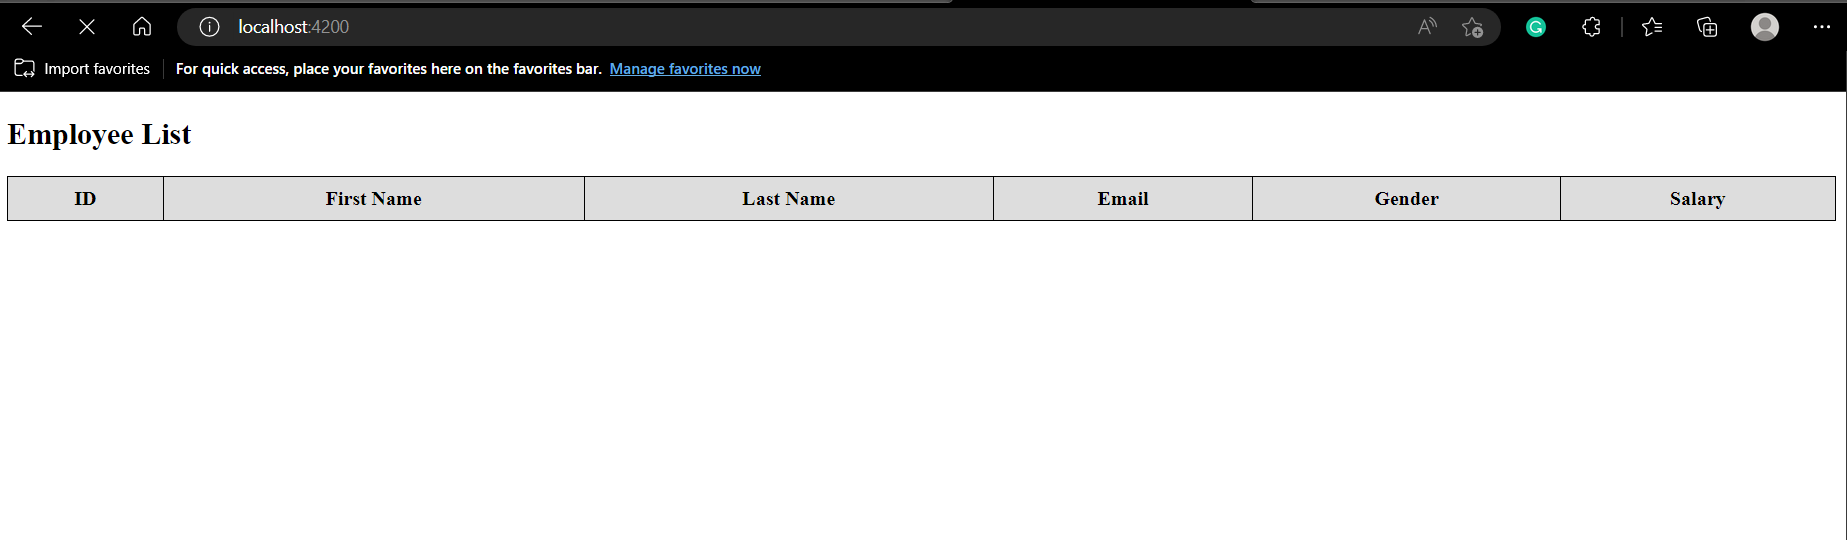 localhost:4200
Import favorites For quick access, place your favorites here on the favorites bar. Manage favorites now
Employee List
ID First Name Last Name Email Gender Salary